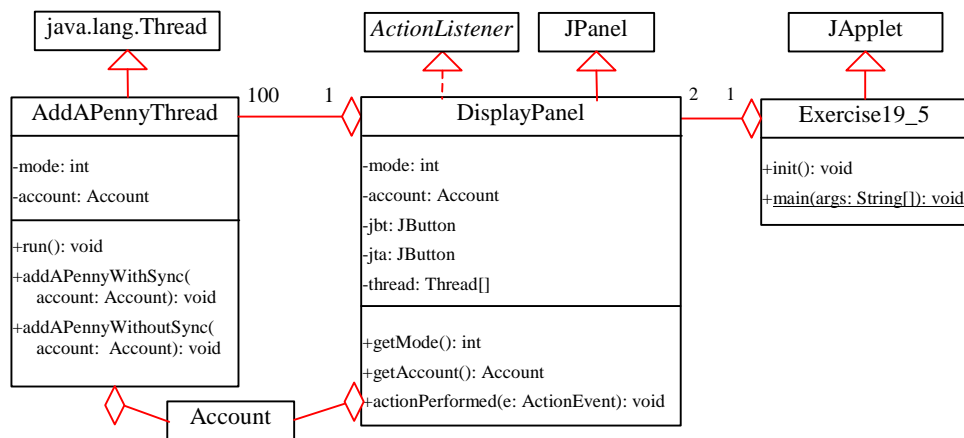 java.lang.Thread
ActionListener
JPanel
JApplet
100
1
2
1
AddAPennyThread
-mode: int
-account: Account
+run(): void
+addAPennyWithSync(
account: Account): void
+addAPennyWithoutSync(
account: Account): void
DisplayPanel
-mode: int
-account: Account
-jbt: JButton
-jta: JButton
-thread: Thread[]
+getMode(): int
+getAccount(): Account
+actionPerformed(e: ActionEvent): void
Exercise19_5
+init(): void
+main(args: String[]): void
Account